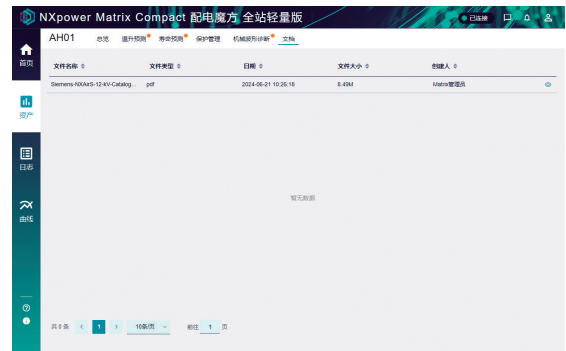 NXpower Matrix Compact 配电魔方 全站轻量版
已连接
AH01 总览 温升预测 寿命预测 保护管理 机械波形诊断 文档
首页
文件名称 文件类型 日期 文件大小 创建人
Siemens-NXAirS-12-kV-Catalog... pdf 2024-06-21 10:26:18 8.49M Matrix管理员
资产
日志
暂无数据
曲线
共 0 条 < 1 > 10条/页 前往 1 页